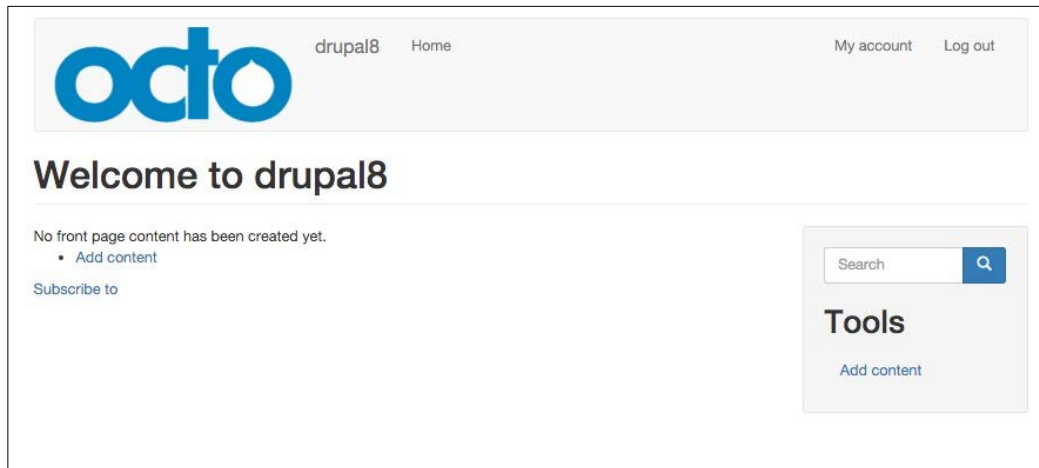 octo
drupal8 Home My account Log out
Welcome to drupal8
No front page content has been created yet.
Add content
Subscribe to
Search
Tools
Add content